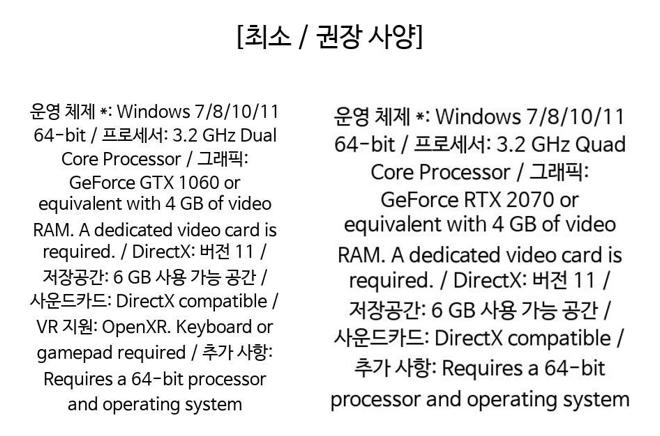 [최소 / 권장 사양]
운영 체제 *: Windows 7/8/10/11
64-bit / 프로세서: 3.2 GHz Dual
Core Processor / 그래픽:
GeForce GTX 1060 or
equivalent with 4 GB of video
RAM. A dedicated video card is
required. / DirectX: 버전 11 /
저장공간: 6 GB 사용 가능 공간 /
사운드카드: DirectX compatible /
VR 지원: OpenXR. Keyboard or
gamepad required / 추가 사항:
Requires a 64-bit processor
and operating system
운영 체제 *: Windows 7/8/10/11
64-bit / 프로세서: 3.2 GHz Quad
Core Processor / 그래픽:
GeForce RTX 2070 or
equivalent with 4 GB of video
RAM. A dedicated video card is
required. / DirectX: 버전 11 /
저장공간: 6 GB 사용 가능 공간 /
사운드카드: DirectX compatible /
추가 사항: Requires a 64-bit
processor and operating system